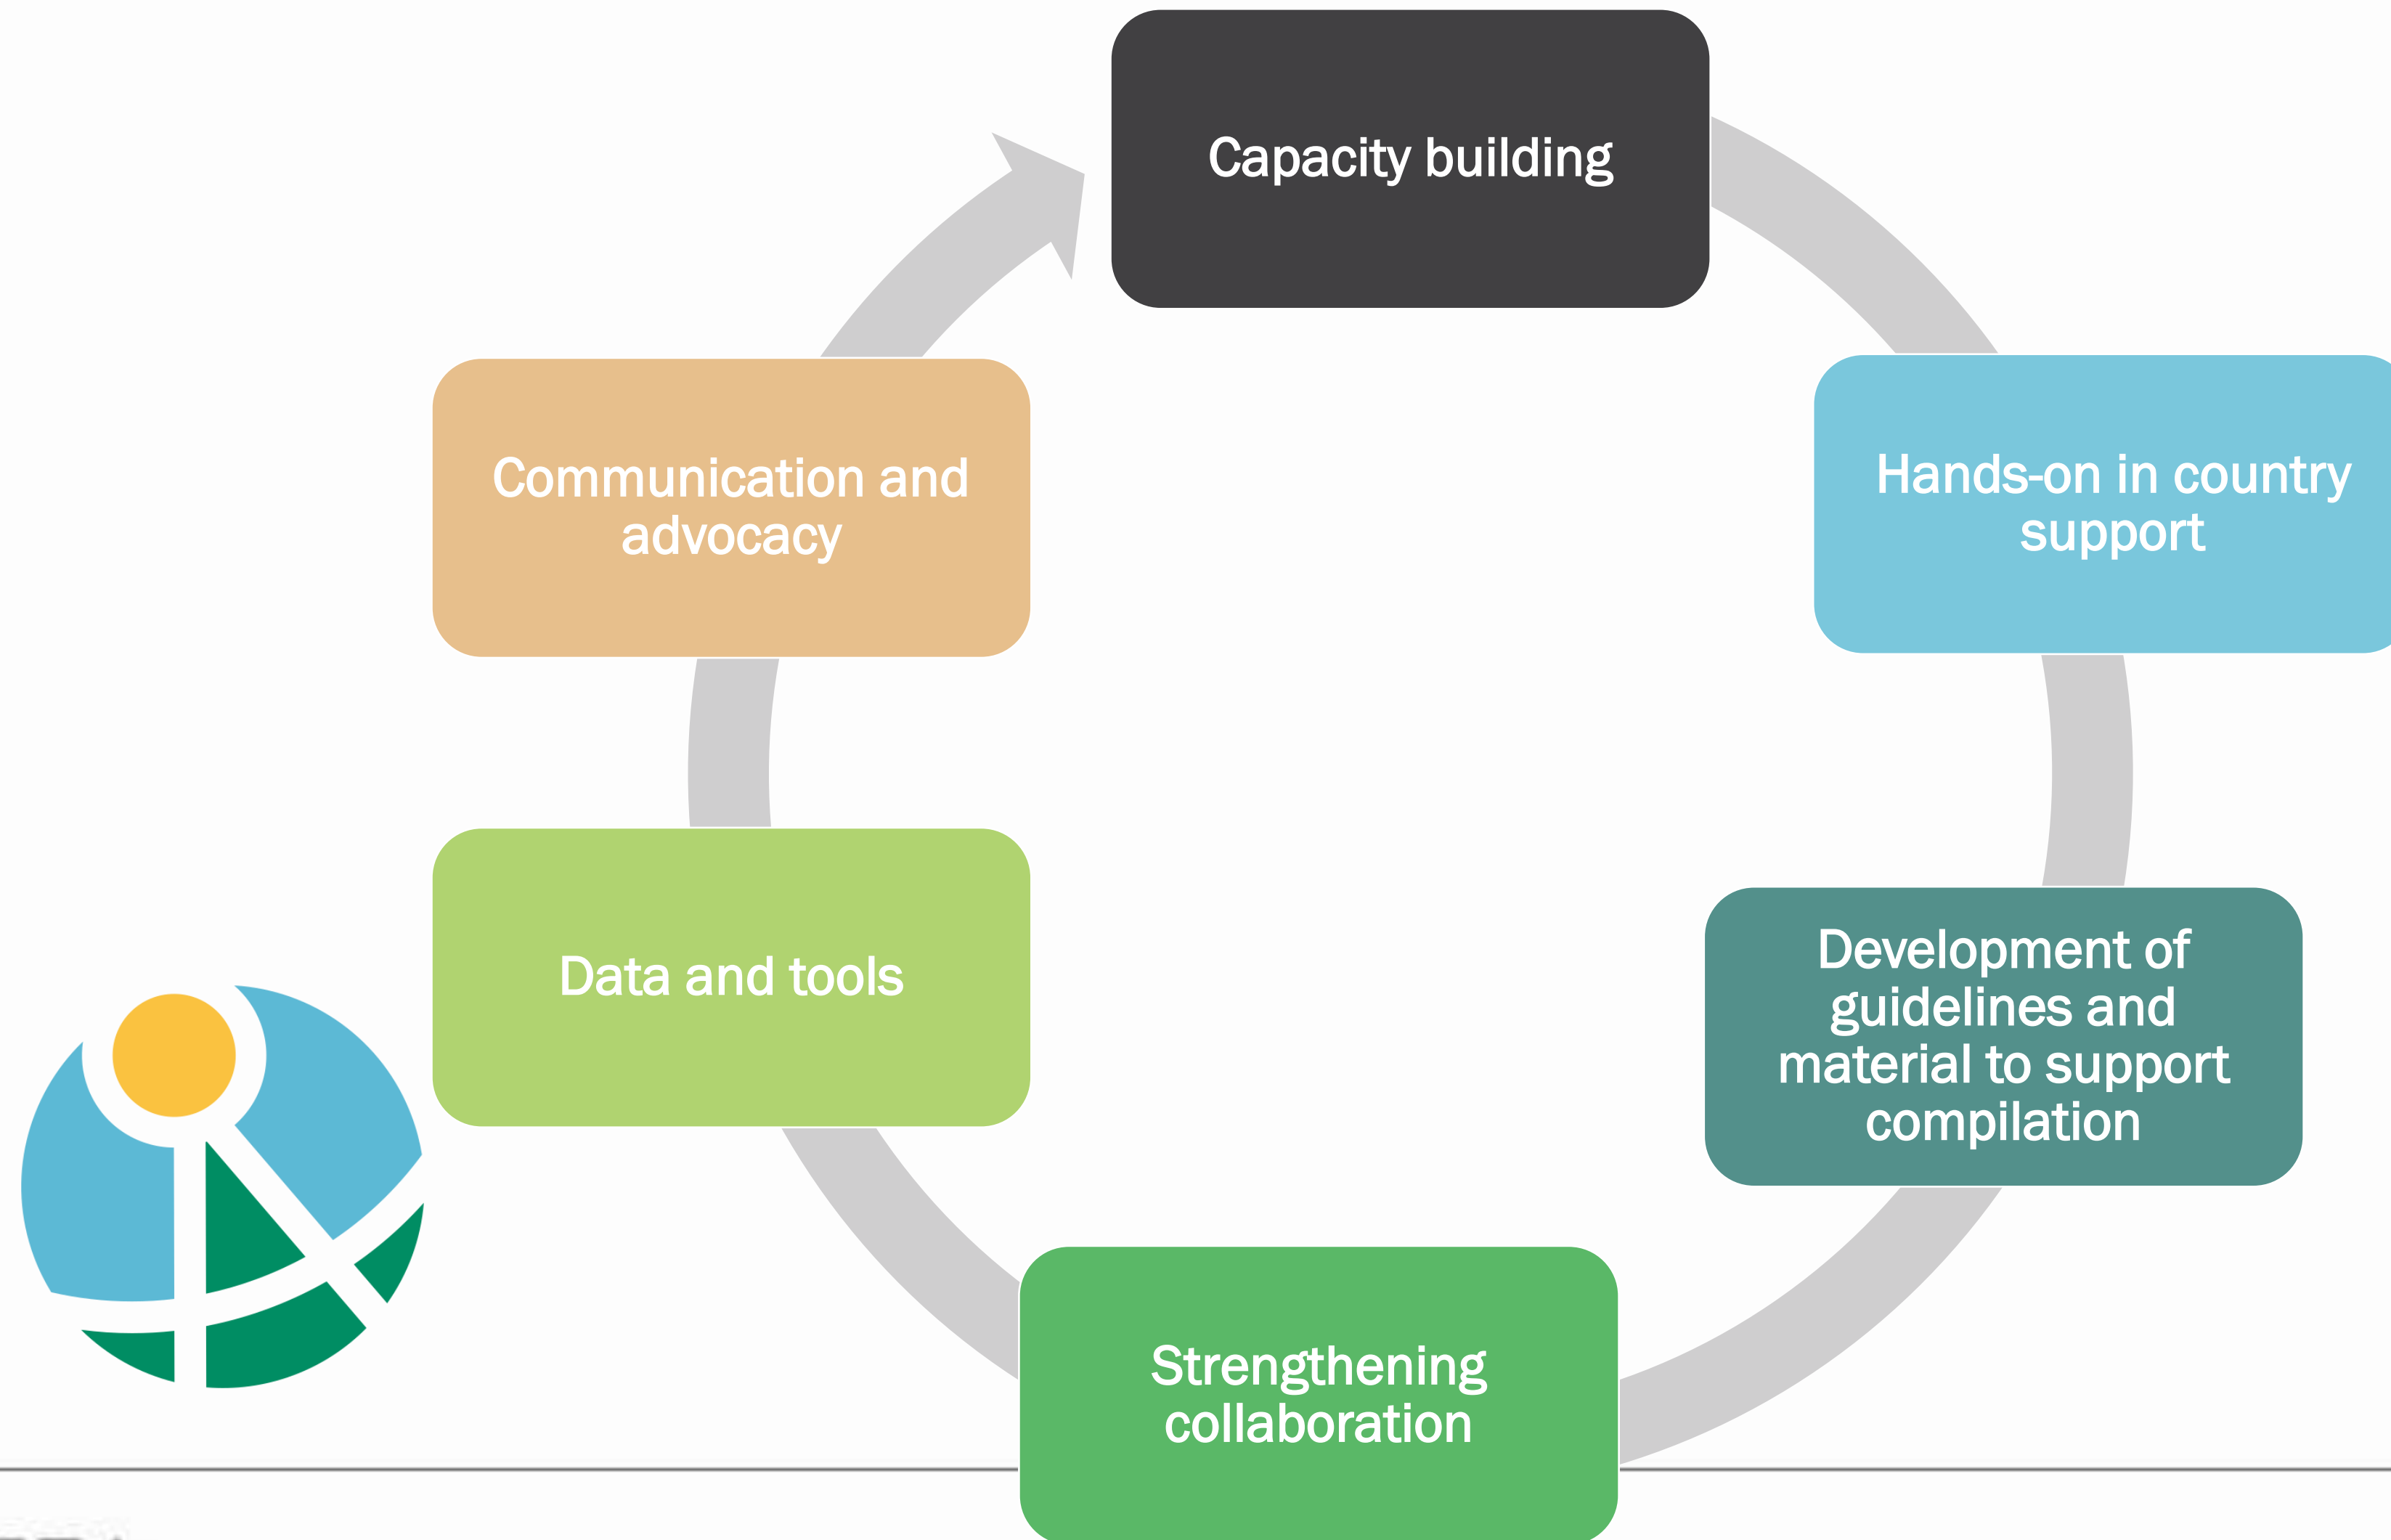 Capacity building
Hands-on in country
support
Development of
guidelines and
material to support
compilation
Strengthening
collaboration
Data and tools
Communication and
advocacy